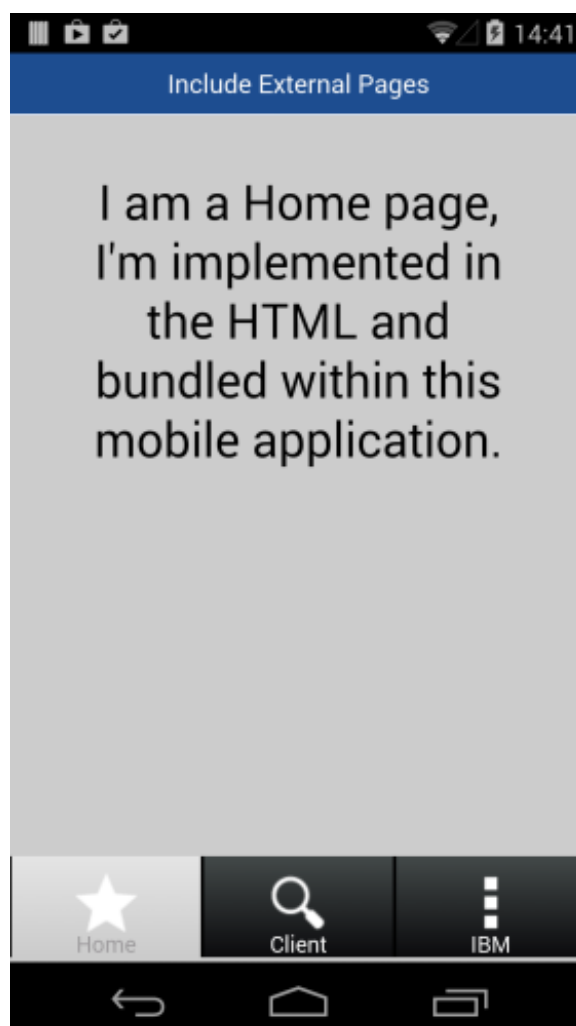 14:41
Include External Pages
I am a Home page,
I'm implemented in
the HTML and
bundled within this
mobile application.
Home
Client
IBM